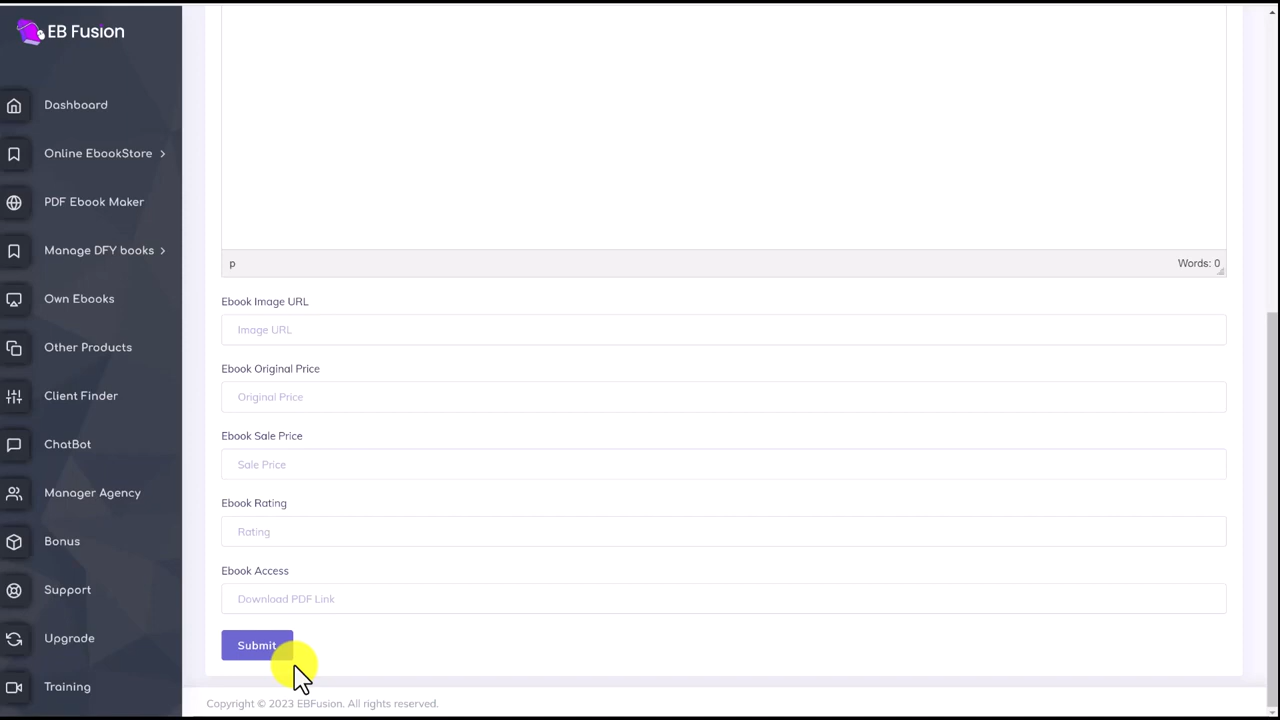 EB Fusion
Dashboard
Online EbookStore
PDF Ebook Maker
Manage DFY books
Own Ebooks
Other Products
Client Finder
ChatBot
Manager Agency
Bonus
Support
Upgrade
Training
p
Words: 0
Ebook Image URL
Image URL
Ebook Original Price
Original Price
Ebook Sale Price
Sale Price
Ebook Rating
Rating
Ebook Access
Download PDF Link
Submit
Copyright © 2023 EBFusion. All rights reserved.